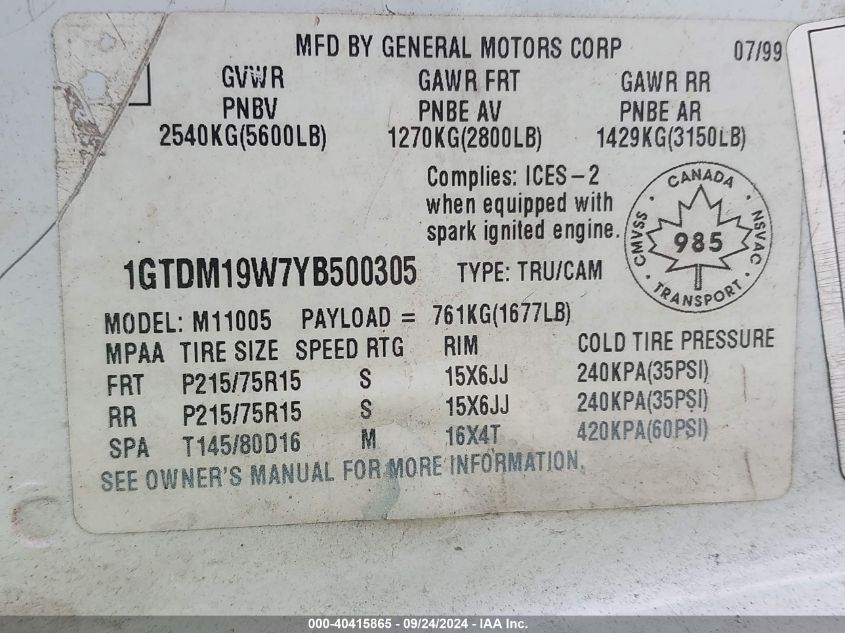 MFD BY GENERAL MOTORS CORP 07/99
GVWR GAWR FRT GAWR RR
PNBV PNBE AV PNBE AR
2540KG(5600LB) 1270KG(2800LB) 1429KG(3150LB)
Complies: ICES-2
when equipped with
spark ignited engine.
CANADA
CMVSS 985 NSVAC
TRANSPORT
1GTDM19W7YB500305 TYPE: TRU/CAM
MODEL: M11005 PAYLOAD = 761KG(1677LB)
MPAA TIRE SIZE SPEED RTG RIM COLD TIRE PRESSURE
FRT P215/75R15 S 15X6JJ 240KPA(35PSI)
RR P215/75R15 S 15X6JJ 240KPA(35PSI)
SPA T145/80D16 M 16X4T 420KPA(60PSI)
SEE OWNER'S MANUAL FOR MORE INFORMATION.
000-40415865 - 09/24/2024 - IAA Inc.